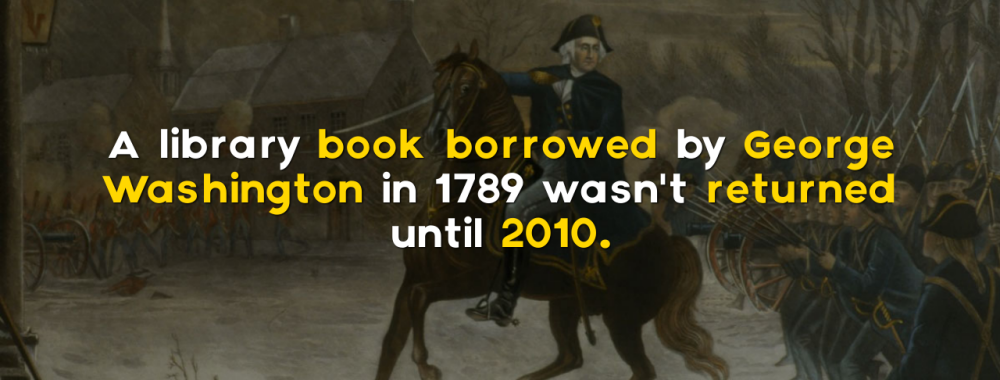 A library book borrowed by George
Washington in 1789 wasn't returned
until 2010.